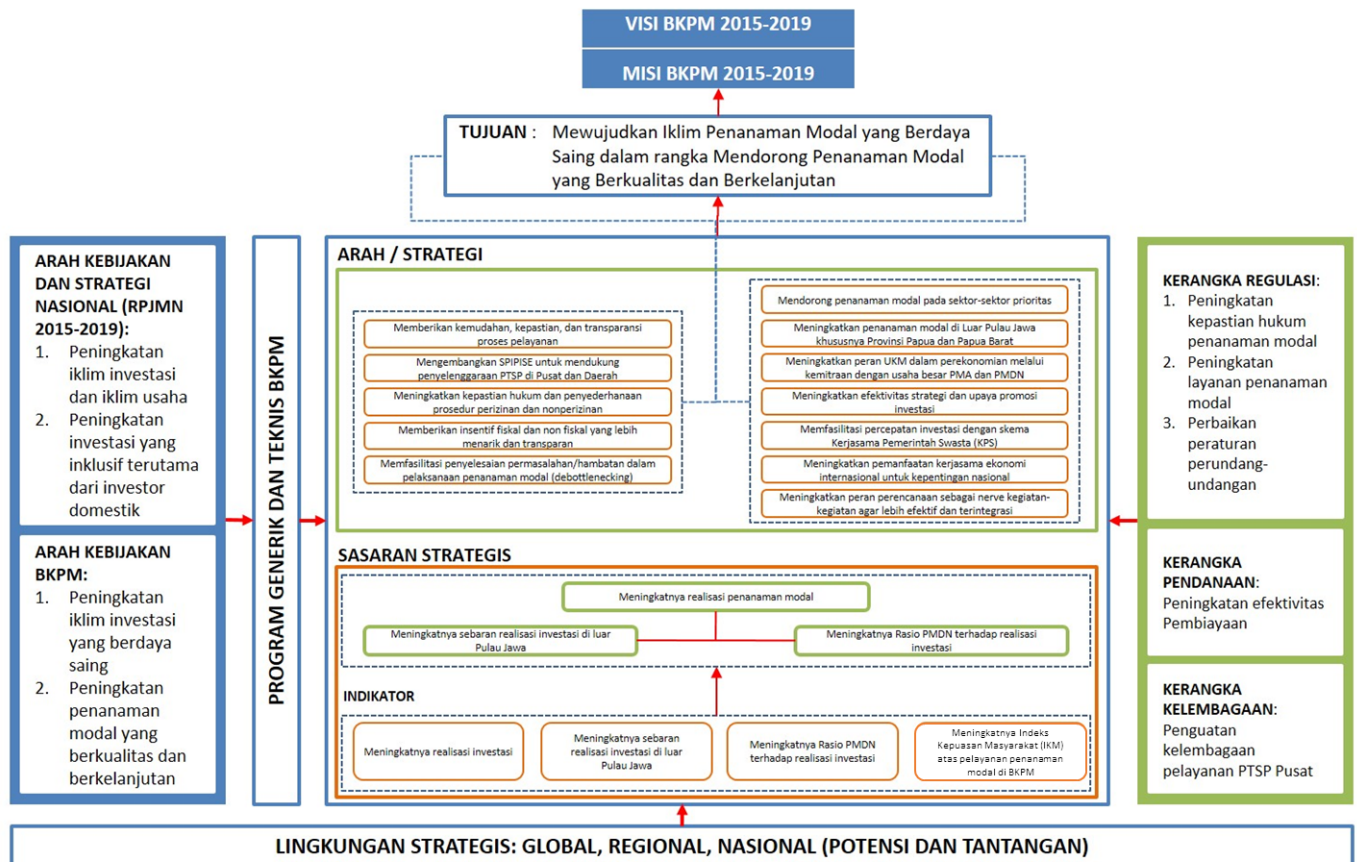 VISI BKPM 2015-2019
MISI BKPM 2015-2019
TUJUAN : Mewujudkan Iklim Penanaman Modal yang Berdaya
Saing dalam rangka Mendorong Penanaman Modal
yang Berkualitas dan Berkelanjutan
ARAH KEBIJAKAN
DAN STRATEGI
NASIONAL (RPJMN
2015-2019):
1. Peningkatan
iklim investasi
dan iklim usaha
2. Peningkatan
investasi yang
inklusif terutama
dari investor
domestik
ARAH KEBIJAKAN
BKPM:
1. Peningkatan
iklim investasi
yang berdaya
saing
2. Peningkatan
penanaman
modal yang
berkualitas dan
berkelanjutan
PROGRAM GENERIK DAN TEKNIS BKPM
ARAH / STRATEGI
Memberikan kemudahan, kepastian, dan transparansi
proses pelayanan
Mengembangkan SPIPISE untuk mendukung
penyelenggaraan PTSP di Pusat dan Daerah
Meningkatkan kepastian hukum dan penyederhanaan
prosedur perizinan dan nonperizinan
Memberikan insentif fiskal dan non fiskal yang lebih
menarik dan transparan
Memfasilitasi penyelesaian permasalahan/hambatan dalam
pelaksanaan penanaman modal (debottlenecking)
Mendorong penanaman modal pada sektor-sektor prioritas
Meningkatkan penanaman modal di Luar Pulau Jawa
khususnya Provinsi Papua dan Papua Barat
Meningkatkan peran UKM dalam perekonomian melalui
kemitraan dengan usaha besar PMA dan PMDN
Meningkatkan efektivitas strategi dan upaya promosi
investasi
Memfasilitasi percepatan investasi dengan skema
Kerjasama Pemerintah Swasta (KPS)
Meningkatkan pemanfaatan kerjasama ekonomi
internasional untuk kepentingan nasional
Meningkatkan peran perencanaan sebagai nerve kegiatan-
kegiatan agar lebih efektif dan terintegrasi
SASARAN STRATEGIS
Meningkatnya realisasi penanaman modal
Meningkatnya sebaran realisasi investasi di luar
Pulau Jawa
Meningkatnya Rasio PMDN terhadap realisasi
investasi
INDIKATOR
Meningkatnya realisasi investasi
Meningkatnya sebaran
realisasi investasi di luar
Pulau Jawa
Meningkatnya Rasio PMDN
terhadap realisasi investasi
Meningkatnya Indeks
Kepuasan Masyarakat (IKM)
atas pelayanan penanaman
modal di BKPM
KERANGKA REGULASI:
1. Peningkatan
kepastian hukum
penanaman modal
2. Peningkatan
layanan penanaman
modal
3. Perbaikan
peraturan
perundang-
undangan
KERANGKA
PENDANAAN:
Peningkatan efektivitas
Pembiayaan
KERANGKA
KELEMBAGAAN:
Penguatan
kelembagaan
pelayanan PTSP Pusat
LINGKUNGAN STRATEGIS: GLOBAL, REGIONAL, NASIONAL (POTENSI DAN TANTANGAN)